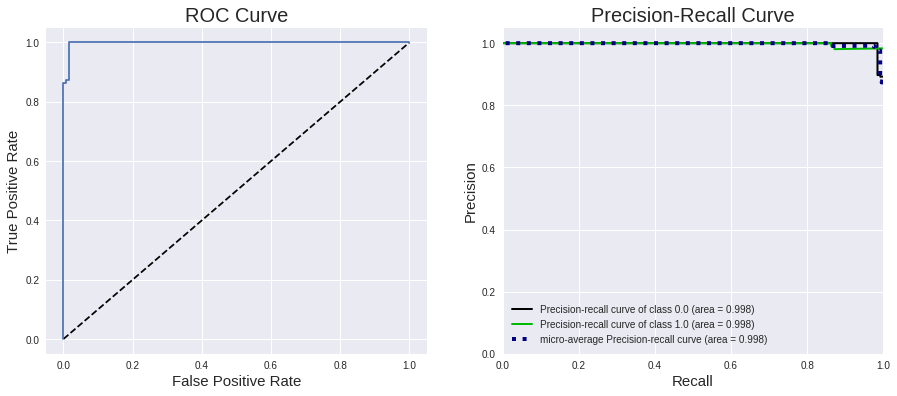 ROC Curve
1.0
0.8
0.6
0.4
0.2
0.0
True Positive Rate
0.0
0.2
0.4
0.6
0.8
1.0
False Positive Rate
Precision-Recall Curve
1.0
0.8
0.6
0.4
0.2
0.0
Precision
Precision-recall curve of class 0.0 (area = 0.998)
Precision-recall curve of class 1.0 (area = 0.998)
micro-average Precision-recall curve (area = 0.998)
0.0
0.2
0.4
0.6
0.8
1.0
Recall